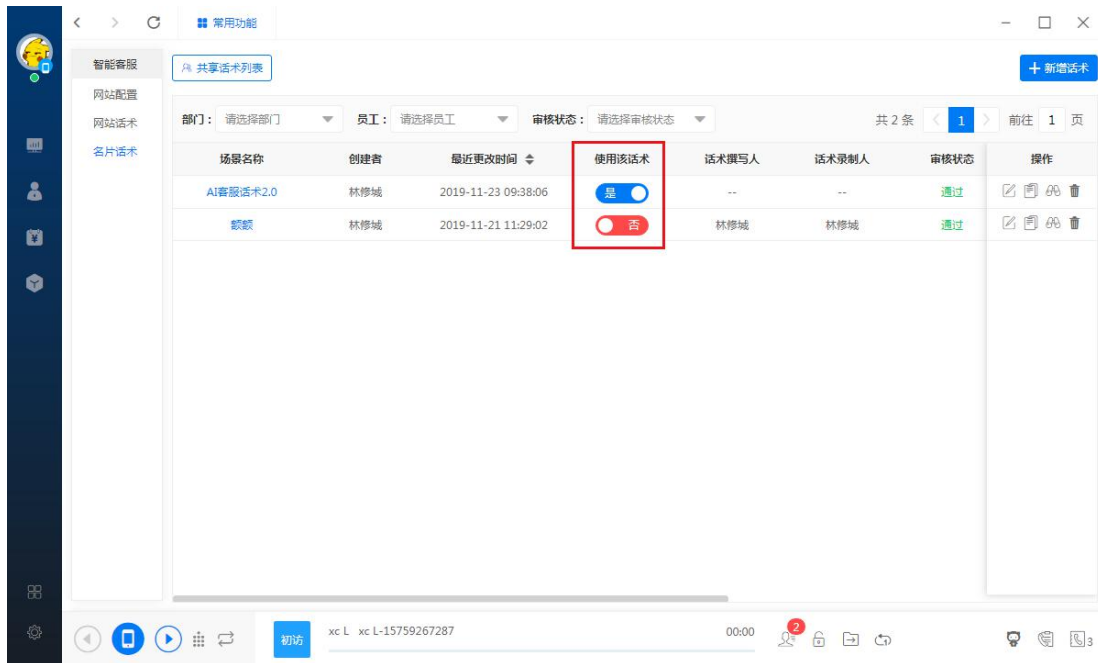 常用功能
智能客服
网站配置
网站话术
名片话术
共享话术列表
新增话术
部门： 请选择部门 员工： 请选择员工 审核状态： 请选择审核状态 共 2 条 1 前往 1 页
场景名称 创建者 最近更改时间 使用该话术 话术撰写人 话术录制人 审核状态 操作
AI客服话术2.0 林修城 2019-11-23 09:38:06 是 -- -- 通过
额额 林修城 2019-11-21 11:29:02 否 林修城 林修城 通过
初访 xc L xc L-15759267287 00:00 2 3